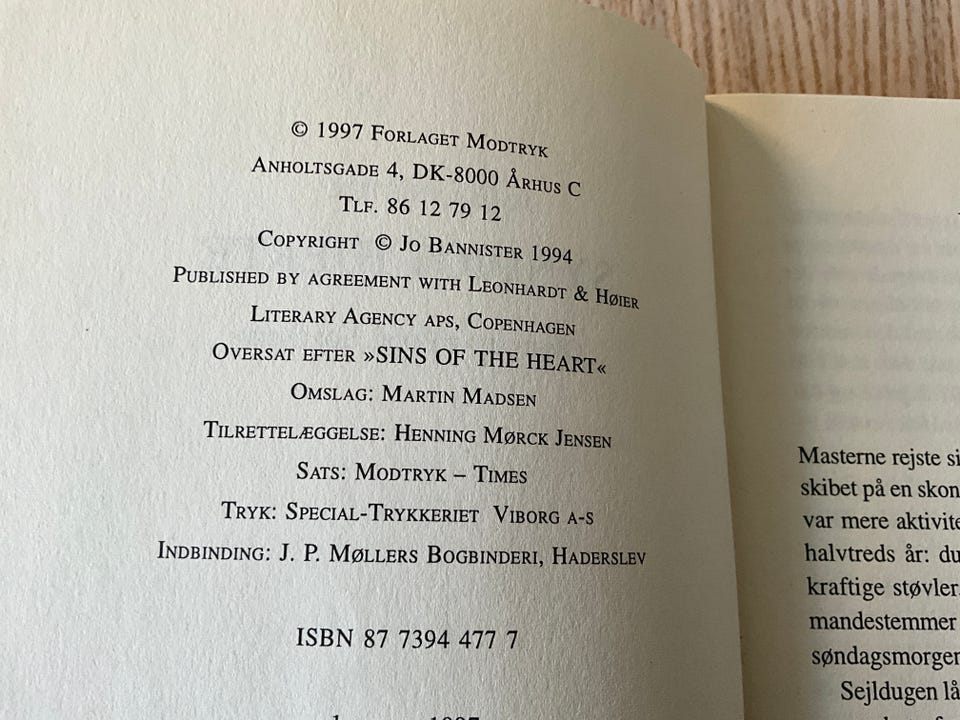 © 1997 Forlaget Modtryk
Anholtsgade 4, DK-8000 Århus C
Tlf. 86 12 79 12
Copyright © Jo Bannister 1994
Published by agreement with Leonhardt & Høier
Literary Agency aps, Copenhagen
Oversat efter »SINS OF THE HEART«
Omslag: Martin Madsen
Tilrettelæggelse: Henning Mørck Jensen
Sats: Modtryk – Times
Tryk: Special-Trykkeriet Viborg a-s
Indbinding: J. P. Møllers Bogbinderi, Haderslev
ISBN 87 7394 477 7
1997
Masterne rejste si
skibet på en skon
var mere aktivite
halvtreds år: du
kraftige støvler
mandestemmer
søndagsmorgen
Sejldugen lå